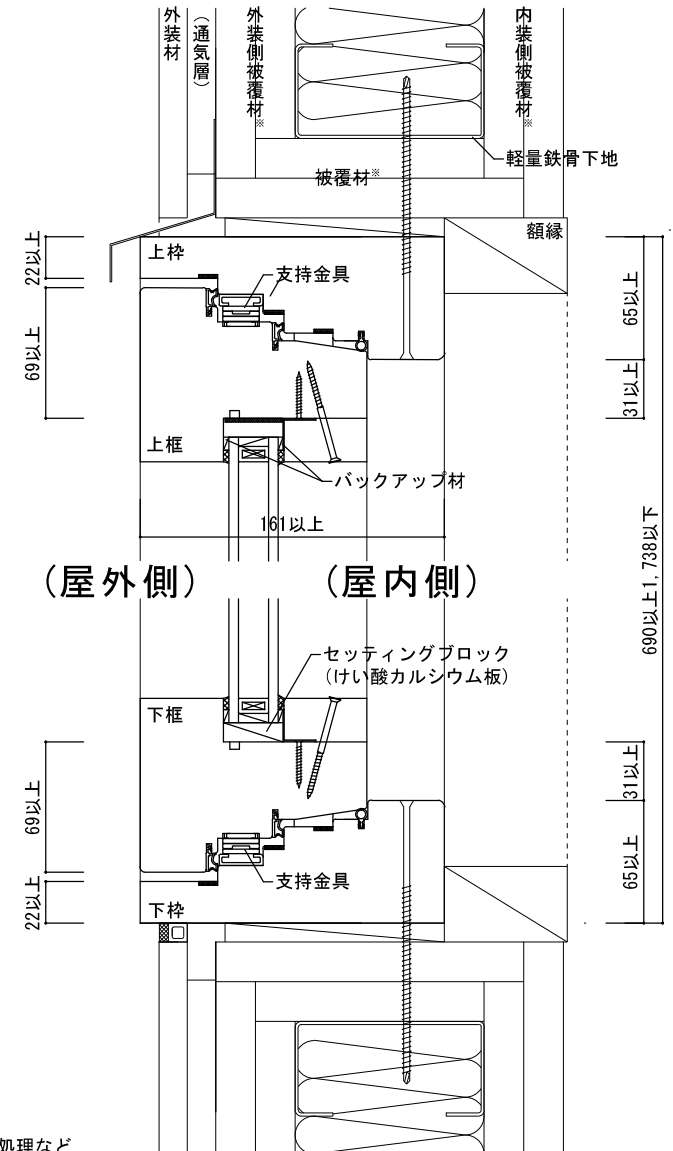 外装材
(通気層)
外装側被覆材※
内装側被覆材※
軽量鉄骨下地
被覆材※
額縁
上枠
22以上
支持金具
65以上
69以上
31以上
上框
バックアップ材
161以上
(屋外側)
(屋内側)
690以上1,738以下
セッティングブロック
(けい酸カルシウム板)
下框
31以上
69以上
65以上
支持金具
22以上
下枠
処理など